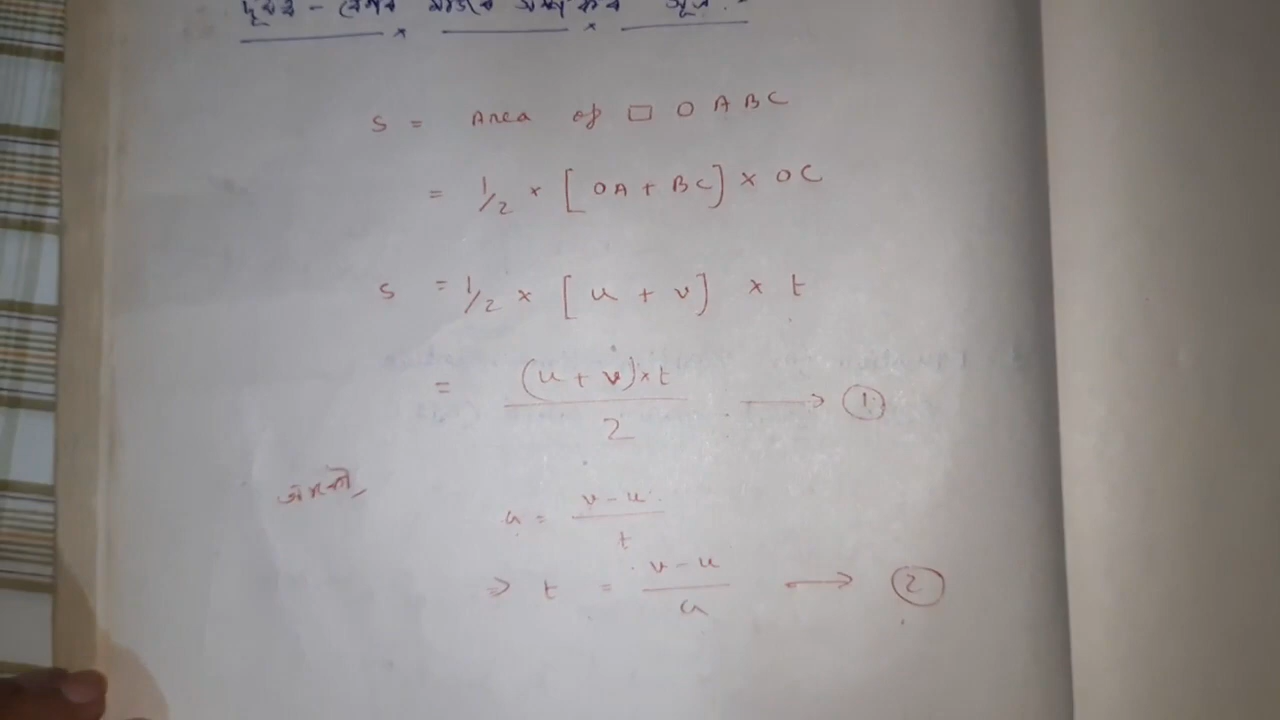 S = Area of □ OABC
= 1/2 × [OA + BC] × OC
S = 1/2 × [u + v] × t
= (u + v)×t / 2 → ①
a = v - u / t
⇒ t = v - u / a → ②